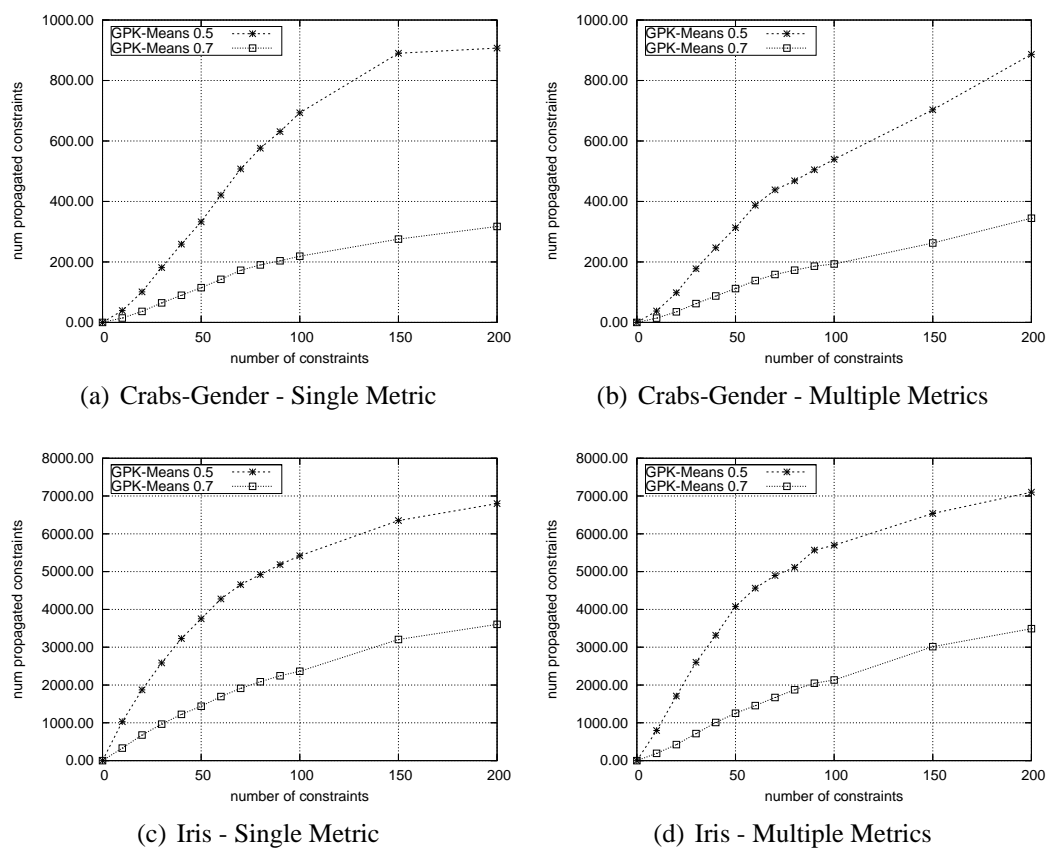 1000.00
800.00
600.00
400.00
200.00
0.00
num propagated constraints
GPK-Means 0.5
GPK-Means 0.7
0 50 100 150 200
number of constraints
(a) Crabs-Gender - Single Metric
1000.00
800.00
600.00
400.00
200.00
0.00
num propagated constraints
GPK-Means 0.5
GPK-Means 0.7
0 50 100 150 200
number of constraints
(b) Crabs-Gender - Multiple Metrics
8000.00
7000.00
6000.00
5000.00
4000.00
3000.00
2000.00
1000.00
0.00
num propagated constraints
GPK-Means 0.5
GPK-Means 0.7
0 50 100 150 200
number of constraints
(c) Iris - Single Metric
8000.00
7000.00
6000.00
5000.00
4000.00
3000.00
2000.00
1000.00
0.00
num propagated constraints
GPK-Means 0.5
GPK-Means 0.7
0 50 100 150 200
number of constraints
(d) Iris - Multiple Metrics